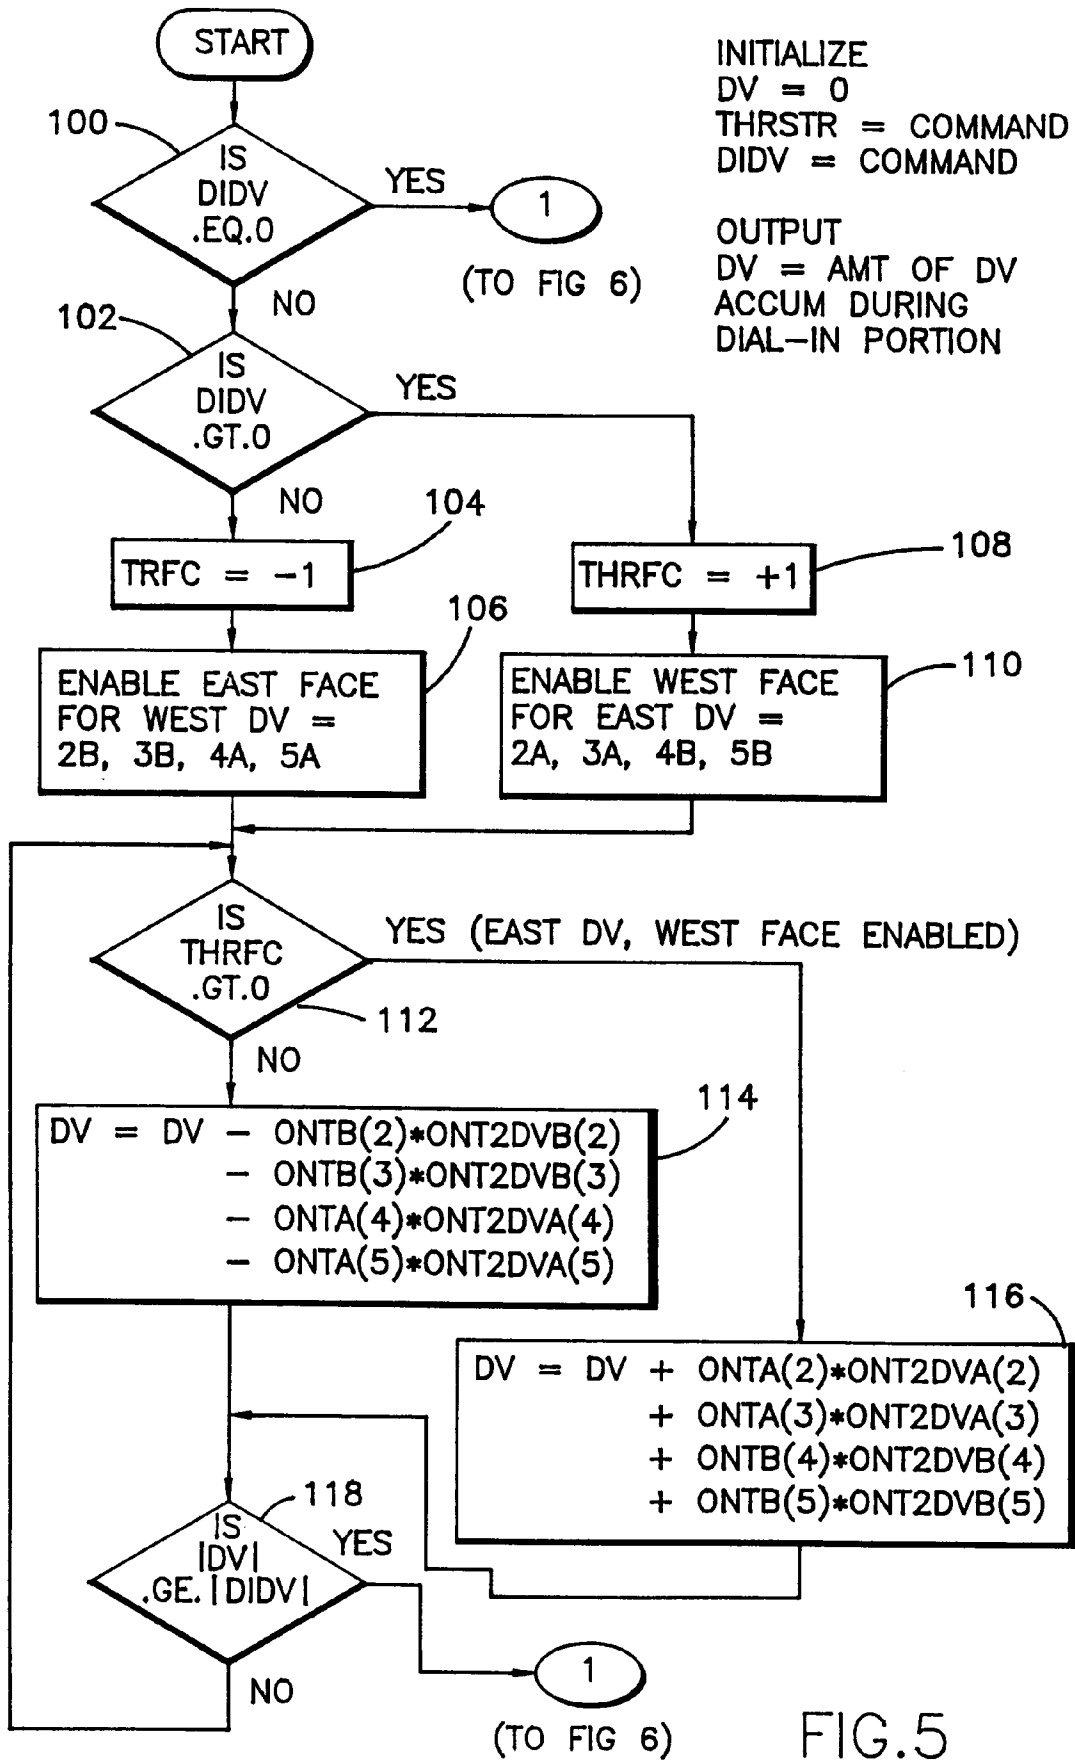 START
INITIALIZE
DV = 0
THRSTR = COMMAND
DIDV = COMMAND
OUTPUT
DV = AMT OF DV
ACCUM DURING
DIAL-IN PORTION
100
IS
DIDV
.EQ.0
YES
1
(TO FIG 6)
NO
102
IS
DIDV
.GT.0
YES
NO
104
TRFC = -1
108
THRFC = +1
106
ENABLE EAST FACE
FOR WEST DV =
2B, 3B, 4A, 5A
110
ENABLE WEST FACE
FOR EAST DV =
2A, 3A, 4B, 5B
IS
THRFC
.GT.0
YES (EAST DV, WEST FACE ENABLED)
112
NO
114
DV = DV - ONTB(2)*ONT2DVB(2)
- ONTB(3)*ONT2DVB(3)
- ONTA(4)*ONT2DVA(4)
- ONTA(5)*ONT2DVA(5)
116
DV = DV + ONTA(2)*ONT2DVA(2)
+ ONTA(3)*ONT2DVA(3)
+ ONTB(4)*ONT2DVB(4)
+ ONTB(5)*ONT2DVB(5)
118
IS
|DV|
.GE.|DIDV|
YES
NO
1
(TO FIG 6)
FIG.5